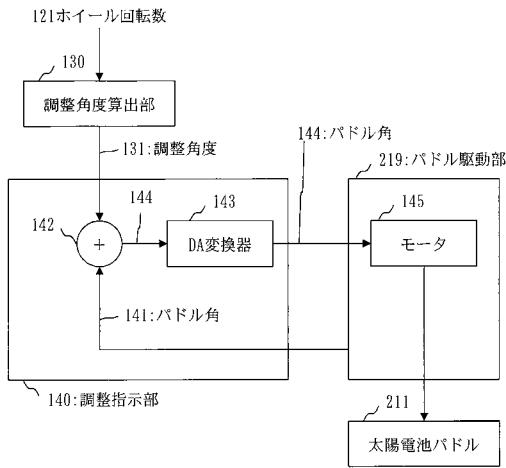 121ホイール回転数
130
調整角度算出部
131:調整角度
144:パドル角
219:パドル駆動部
142
144
143
145
+
DA変換器
モータ
141:パドル角
140:調整指示部
211
太陽電池パドル